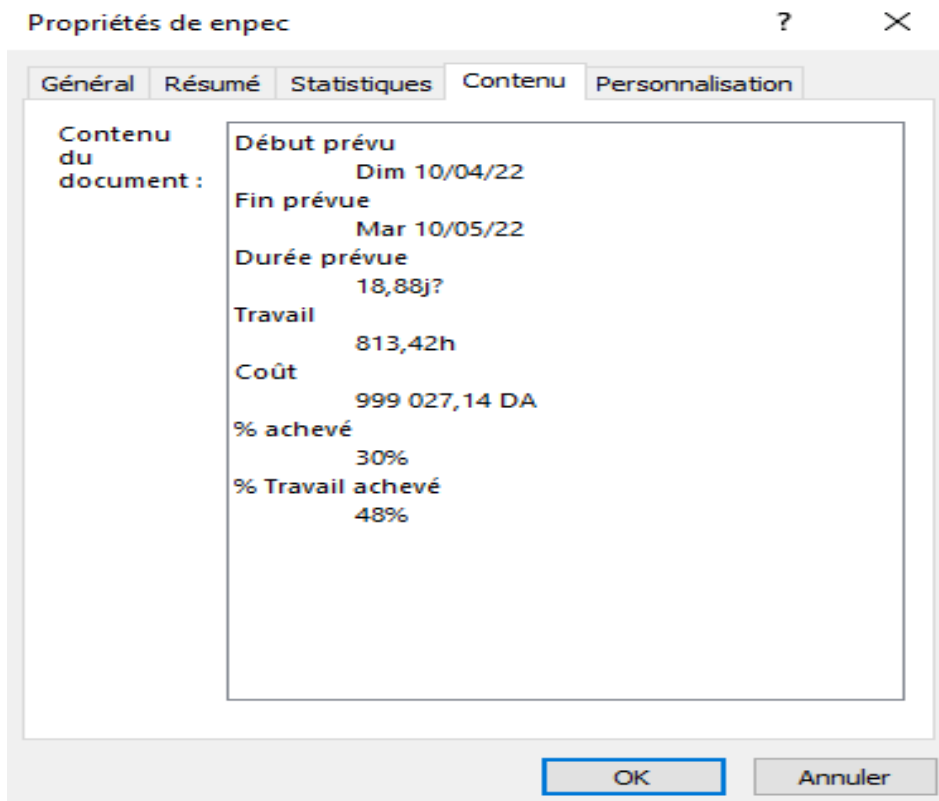 Propriétés de enpec ? ×
Général Résumé Statistiques Contenu Personnalisation
Contenu
du
document :
Début prévu
Dim 10/04/22
Fin prévue
Mar 10/05/22
Durée prévue
18,88j?
Travail
813,42h
Coût
999 027,14 DA
% achevé
30%
% Travail achevé
48%
OK Annuler